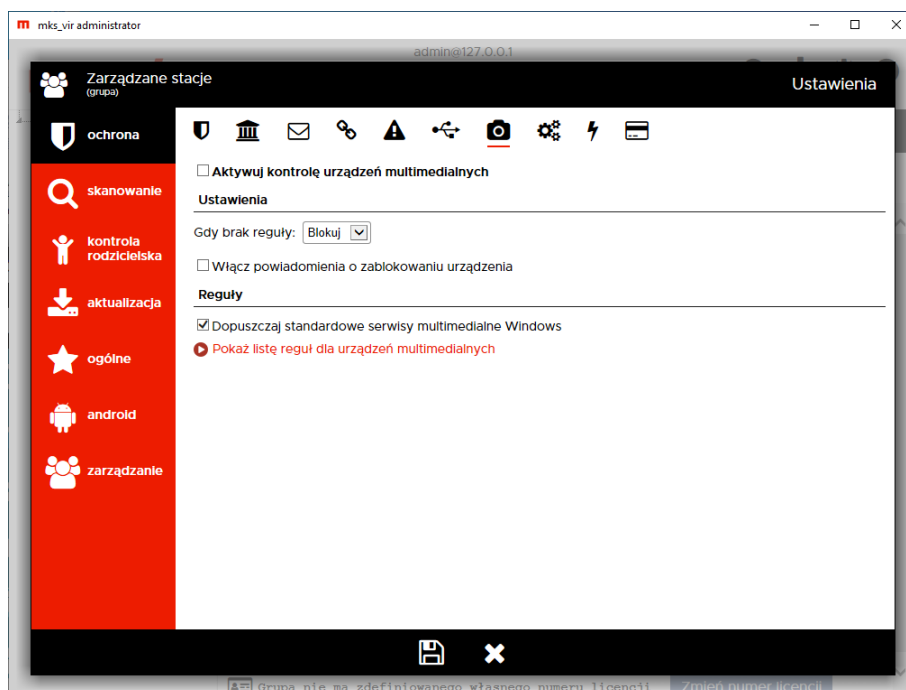 m mks_vir administrator
admin@127.0.0.1
Zarządzane stacje
(grupa)
Ustawienia
ochrona
skanowanie
kontrola
rodzicielska
aktualizacja
ogólne
android
zarządzanie
Aktywuj kontrolę urządzeń multimedialnych
Ustawienia
Gdy brak reguły: Blokuj
Włącz powiadomienia o zablokowaniu urządzenia
Reguły
Dopuszczaj standardowe serwisy multimedialne Windows
Pokaż listę reguł dla urządzeń multimedialnych
Grupa nie ma zdefiniowanego własnego numeru licencji
Zmień numer licencji